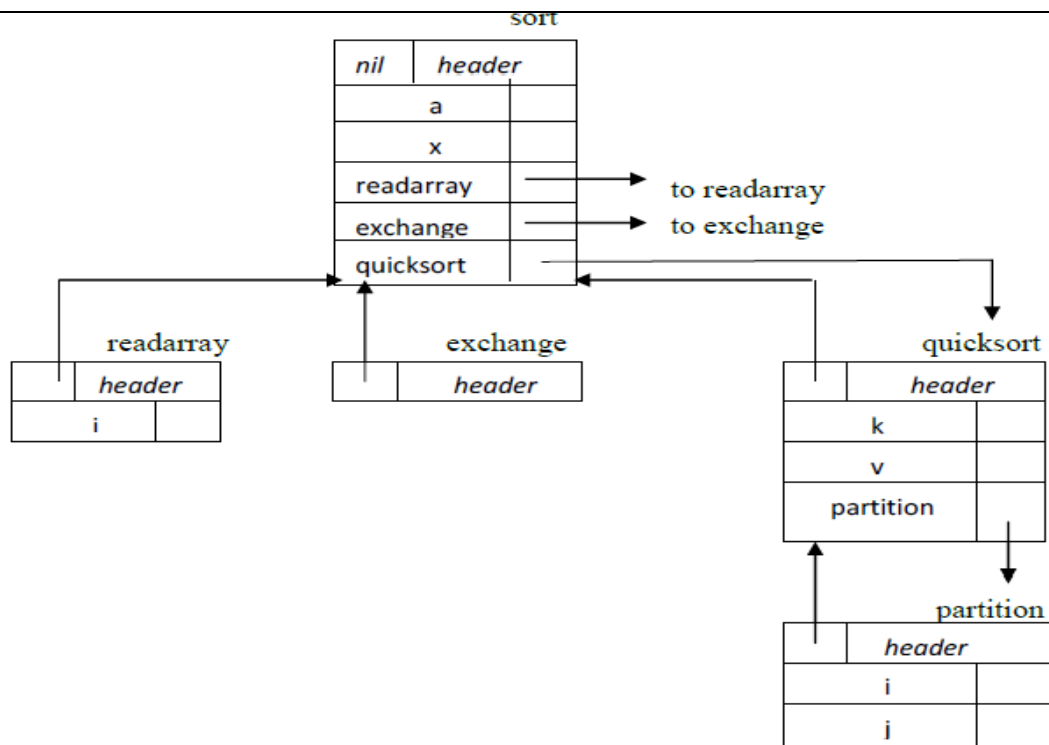 sort
nil header
a
x
readarray
to readarray
exchange
to exchange
quicksort
readarray
exchange
quicksort
header
i
header
header
k
v
partition
partition
header
i
j